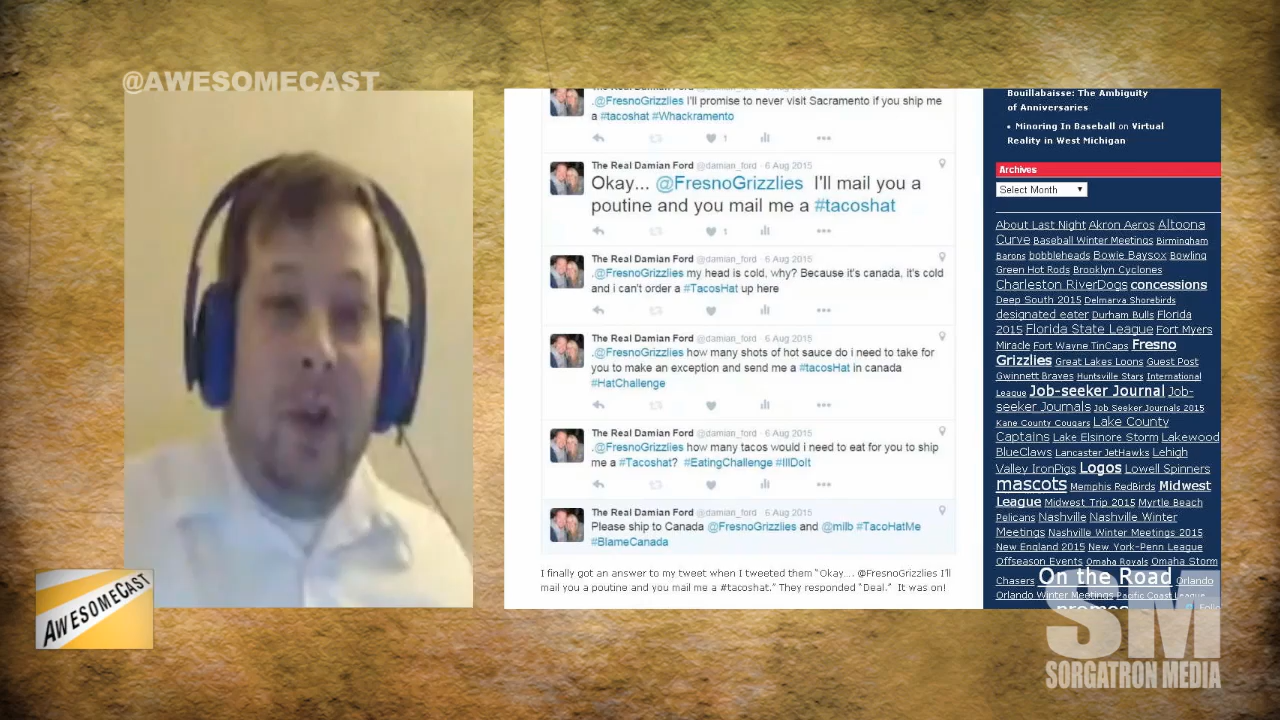 @AWESOMECAST
.@FresnoGrizzlies I'll promise to never visit Sacramento if you ship me
a #tacoshat #Whackramento
1
The Real Damian Ford @damian_ford · 6 Aug 2015
Okay... @FresnoGrizzlies I'll mail you a
poutine and you mail me a #tacoshat
1
The Real Damian Ford @damian_ford · 6 Aug 2015
.@FresnoGrizzlies my head is cold, why? Because it's canada, it's cold
and i can't order a #TacosHat up here
The Real Damian Ford @damian_ford · 6 Aug 2015
.@FresnoGrizzlies how many shots of hot sauce do i need to take for
you to make an exception and send me a #tacosHat in canada
#HatChallenge
The Real Damian Ford @damian_ford · 6 Aug 2015
.@FresnoGrizzlies how many tacos would i need to eat for you to ship
me a #Tacoshat? #EatingChallenge #IllDoIt
The Real Damian Ford @damian_ford · 6 Aug 2015
Please ship to Canada @FresnoGrizzlies and @milb #TacoHatMe
#BlameCanada
I finally got an answer to my tweet when I tweeted them "Okay.... @FresnoGrizzlies I'll
mail you a poutine and you mail me a #tacoshat." They responded "Deal." It was on!
Bouillabaisse: The Ambiguity
of Anniversaries
• Minoring In Baseball on Virtual
Reality in West Michigan
Archives
Select Month
About Last Night Akron Aeros Altoona
Curve Baseball Winter Meetings Birmingham
Barons bobbleheads Bowie Baysox Bowling
Green Hot Rods Brooklyn Cyclones
Charleston RiverDogs concessions
Deep South 2015 Delmarva Shorebirds
designated eater Durham Bulls Florida
2015 Florida State League Fort Myers
Miracle Fort Wayne TinCaps Fresno
Grizzlies Great Lakes Loons Guest Post
Gwinnett Braves Huntsville Stars International
League Job-seeker Journal Job-
seeker Journals Job Seeker Journals 2015
Kane County Cougars Lake County
Captains Lake Elsinore Storm Lakewood
BlueClaws Lancaster JetHawks Lehigh
Valley IronPigs Logos Lowell Spinners
mascots Memphis RedBirds Midwest
League Midwest Trip 2015 Myrtle Beach
Pelicans Nashville Nashville Winter
Meetings Nashville Winter Meetings 2015
New England 2015 New York-Penn League
Offseason Events Omaha Royals Omaha Storm
Chasers On the Road Orlando
Orlando Winter Meetings Pacific Coast League
promos
AWESOMECAST
SM
SORGATRON MEDIA